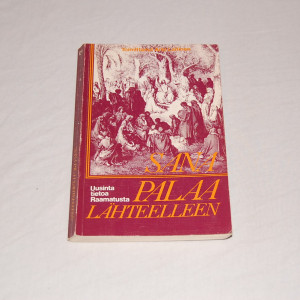 SANA
Uusinta
tietoa
Raamatusta
PALAA
LÄHTEELLEEN